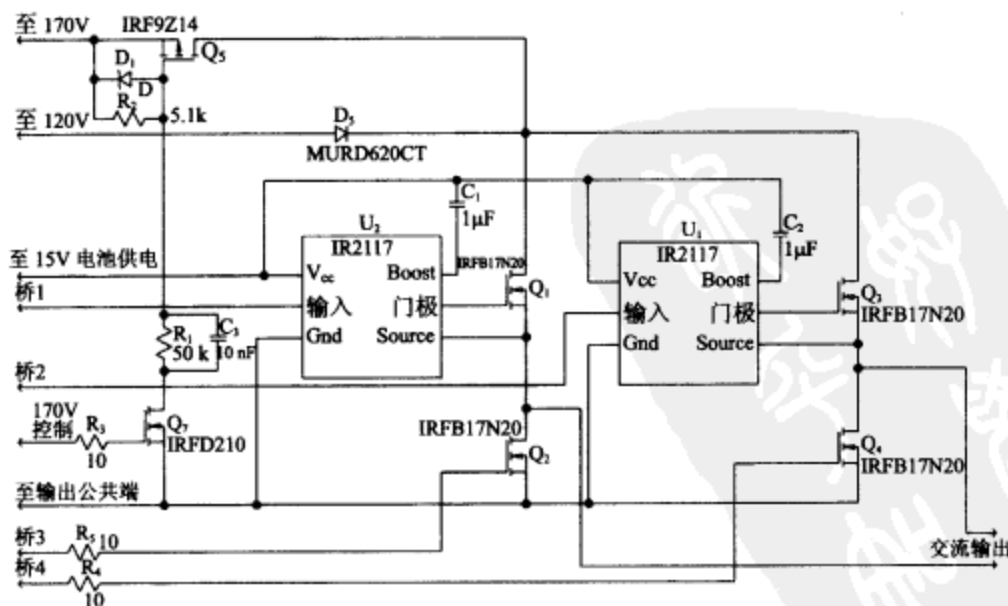 至 170V
IRF9Z14
Q5
D1
D
R2
5.1k
至 120V
D5
MURD620CT
C1
1μF
C2
1μF
U2
IR2117
U1
IR2117
至 15V 电池供电
Vcc
Boost
IRFB17N20
Q1
Vcc
Boost
Q3
IRFB17N20
桥1
输入
门极
输入
门极
Gnd
Source
Gnd
Source
R1
50 k
C3
10 nF
桥2
170V
控制
R3
10
Q7
IRFD210
IRFB17N20
Q2
Q4
IRFB17N20
至输出公共端
桥3
R5
10
桥4
R4
10
交流输出